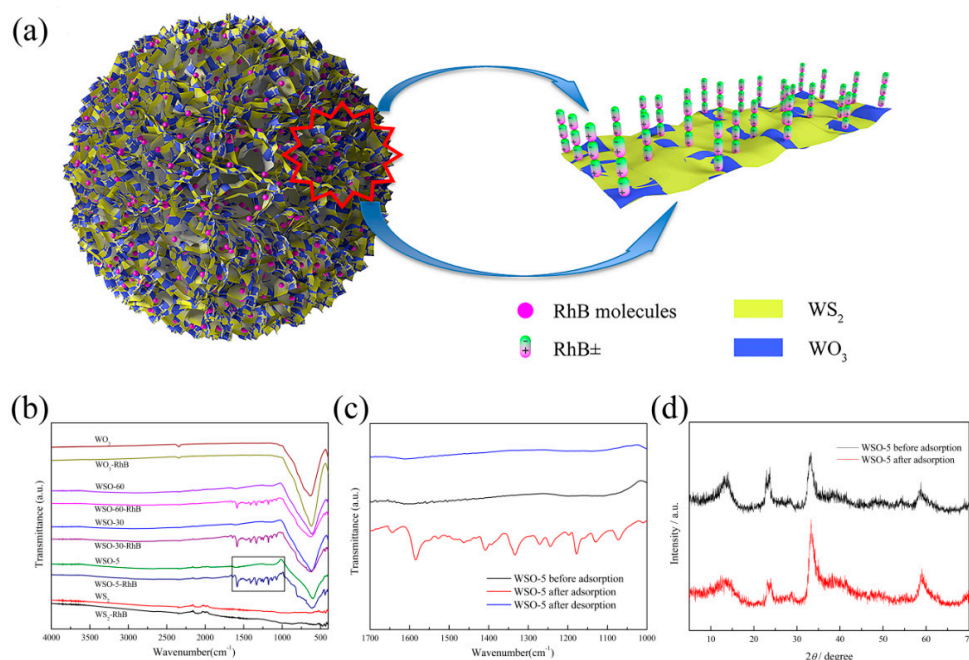 (a)
RhB molecules
WS2
RhB±
WO3
(b)
Transmittance (a.u.)
WO3
WO3-RhB
WSO-60
WSO-60-RhB
WSO-30
WSO-30-RhB
WSO-5
WSO-5-RhB
WS2
WS2-RhB
4000 3500 3000 2500 2000 1500 1000 500
Wavenumber(cm-1)
(c)
Transmittance (a.u.)
WSO-5 before adsorption
WSO-5 after adsorption
WSO-5 after desorption
1700 1600 1500 1400 1300 1200 1100 1000
Wavenumber(cm-1)
(d)
Intensity / a.u.
WSO-5 before adsorption
WSO-5 after adsorption
10 20 30 40 50 60 70
2θ/ degree